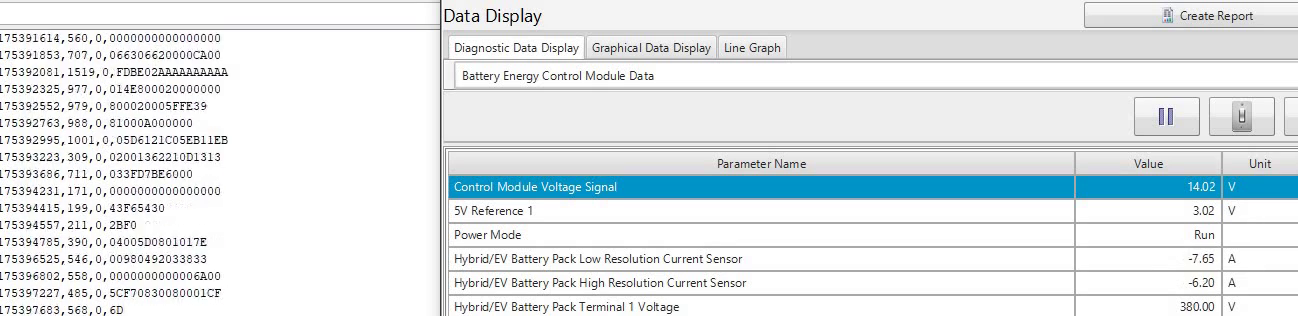 175391614,560,0,0000000000000000
175391853,707,0,066306620000CA00
175392081,1519,0,FDBE02AAAAAAAAAA
175392325,977,0,014E800020000000
175392552,979,0,800020005FFE39
175392763,988,0,81000A000000
175392995,1001,0,05D6121C05EB11EB
175393223,309,0,02001362210D1313
175393686,711,0,033FD7BE6000
175394231,171,0,0000000000000000
175394415,199,0,43F65430
175394557,211,0,2BF0
175394785,390,0,04005D0801017E
175396525,546,0,00980492033833
175396802,558,0,0000000000006A00
175397227,485,0,5CF70830080001CF
175397683,568,0,6D
Data Display
Create Report
Diagnostic Data Display Graphical Data Display Line Graph
Battery Energy Control Module Data
Parameter Name Value Unit
Control Module Voltage Signal 14.02 V
5V Reference 1 3.02 V
Power Mode Run
Hybrid/EV Battery Pack Low Resolution Current Sensor -7.65 A
Hybrid/EV Battery Pack High Resolution Current Sensor -6.20 A
Hybrid/EV Battery Pack Terminal 1 Voltage 380.00 V